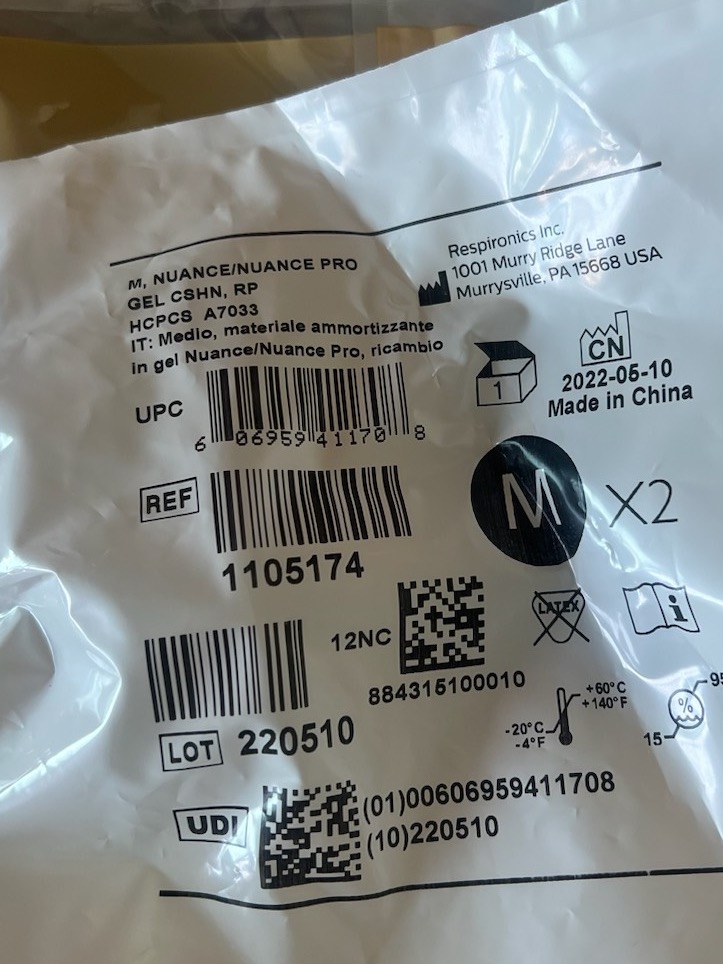 M, NUANCE/NUANCE PRO
GEL CSHN, RP
HCPCS A7033
IT: Medio, materiale ammortizzante
in gel Nuance/Nuance Pro, ricambio
Respironics Inc.
1001 Murry Ridge Lane
Murrysville, PA 15668 USA
UPC
6 06959 41170 8
1
CN
2022-05-10
Made in China
REF
1105174
M X2
12NC
884315100010
LATEX
i
LOT 220510
-20°C
-4°F
+60°C
+140°F
15
%
95
UDI
(01)00606959411708
(10)220510